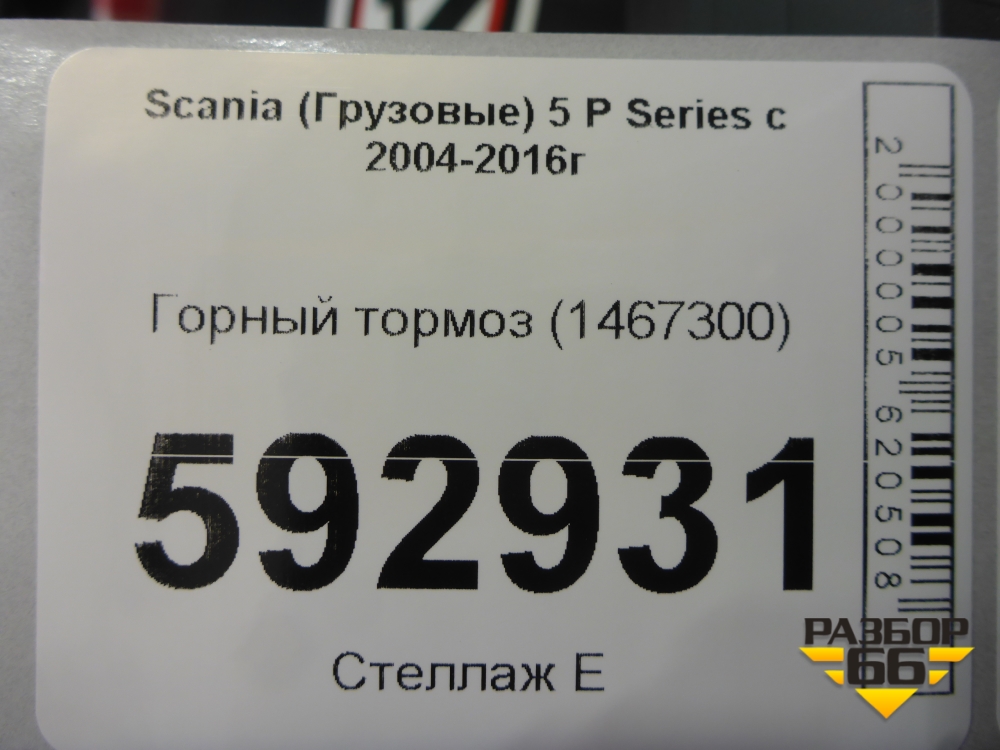 Scania (Грузовые) 5 P Series с
2004-2016г
Горный тормоз (1467300)
592931
Стеллаж Е
2000005620508
РАЗБОР
66